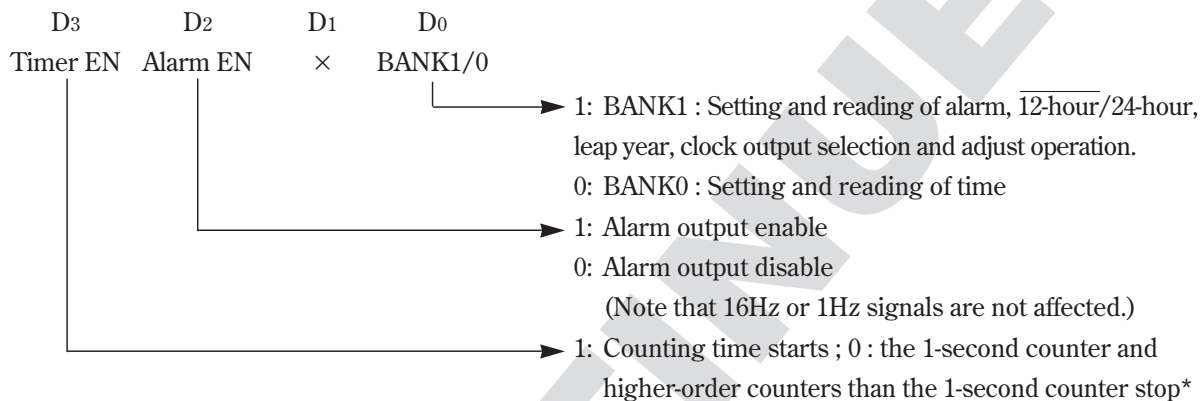 D3 D2 D1 D0
Timer EN Alarm EN × BANK1/0
1: BANK1 : Setting and reading of alarm, 12-hour/24-hour,
leap year, clock output selection and adjust operation.
0: BANK0 : Setting and reading of time
1: Alarm output enable
0: Alarm output disable
(Note that 16Hz or 1Hz signals are not affected.)
1: Counting time starts ; 0 : the 1-second counter and
higher-order counters than the 1-second counter stop*